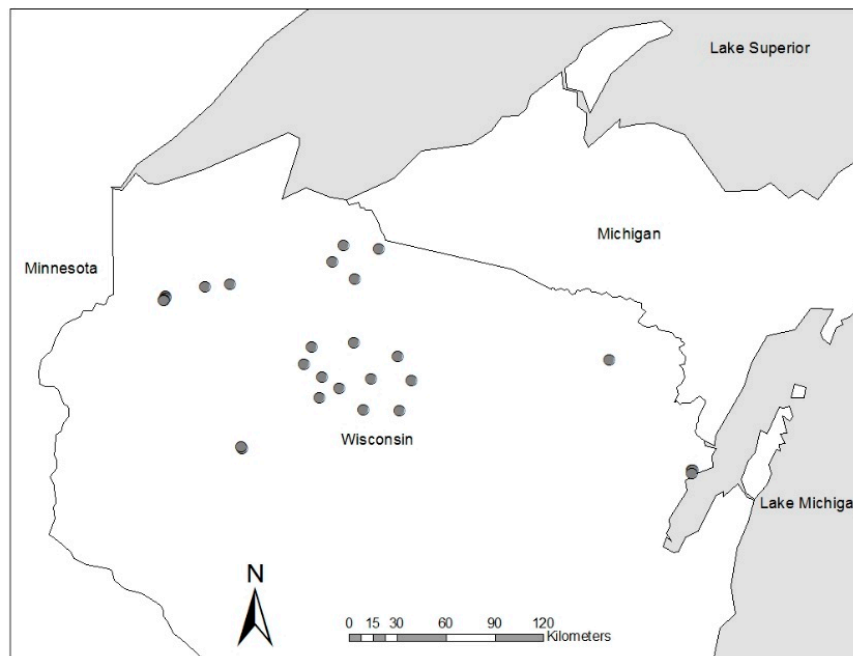 Lake Superior
Michigan
Minnesota
Wisconsin
Lake Michiga
N
0 15 30 60 90 120
Kilometers